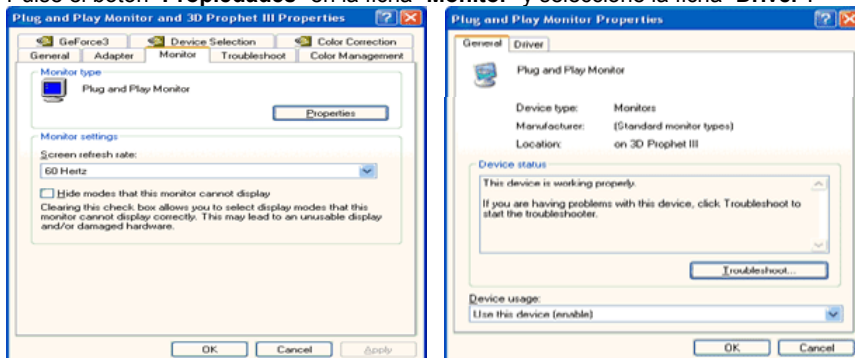 Pulse el botón "Propiedades" en la ficha "Monitor" y seleccione la ficha "Driver".
Plug and Play Monitor and 3D Prophet III Properties
GeForce3 Device Selection Color Correction
General Adapter Monitor Troubleshoot Color Management
Monitor type
Plug and Play Monitor
Properties
Monitor settings
Screen refresh rate:
60 Hertz
Hide modes that this monitor cannot display
Clearing this check box allows you to select display modes that this
monitor cannot display correctly. This may lead to an unusable display
and/or damaged hardware.
OK Cancel Apply
Plug and Play Monitor Properties
General Driver
Plug and Play Monitor
Device type: Monitors
Manufacturer: (Standard monitor types)
Location: on 3D Prophet III
Device status
This device is working properly.
If you are having problems with this device, click Troubleshoot to
start the troubleshooter.
Troubleshoot...
Device usage:
Use this device (enable)
OK Cancel